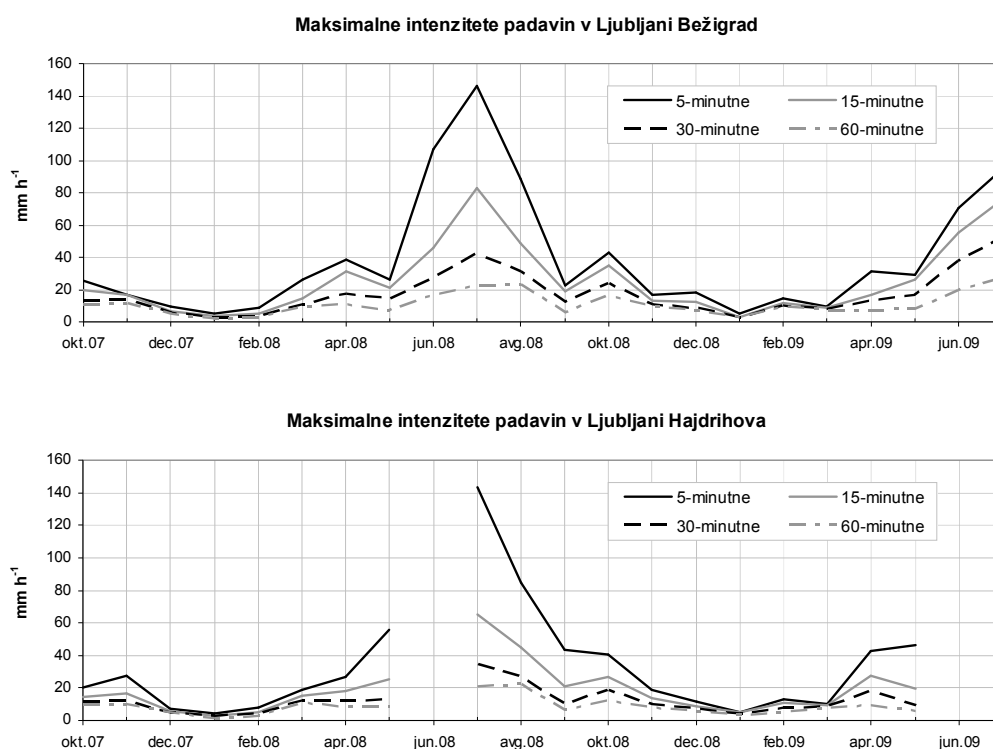 Maksimalne intenzitete padavin v Ljubljani Bežigrad
160
140
120
100
80
60
40
20
0
mm h-1
5-minutne
15-minutne
30-minutne
60-minutne
okt.07 dec.07 feb.08 apr.08 jun.08 avg.08 okt.08 dec.08 feb.09 apr.09 jun.09
Maksimalne intenzitete padavin v Ljubljani Hajdrihova
160
140
120
100
80
60
40
20
0
mm h-1
5-minutne
15-minutne
30-minutne
60-minutne
okt.07 dec.07 feb.08 apr.08 jun.08 avg.08 okt.08 dec.08 feb.09 apr.09 jun.09